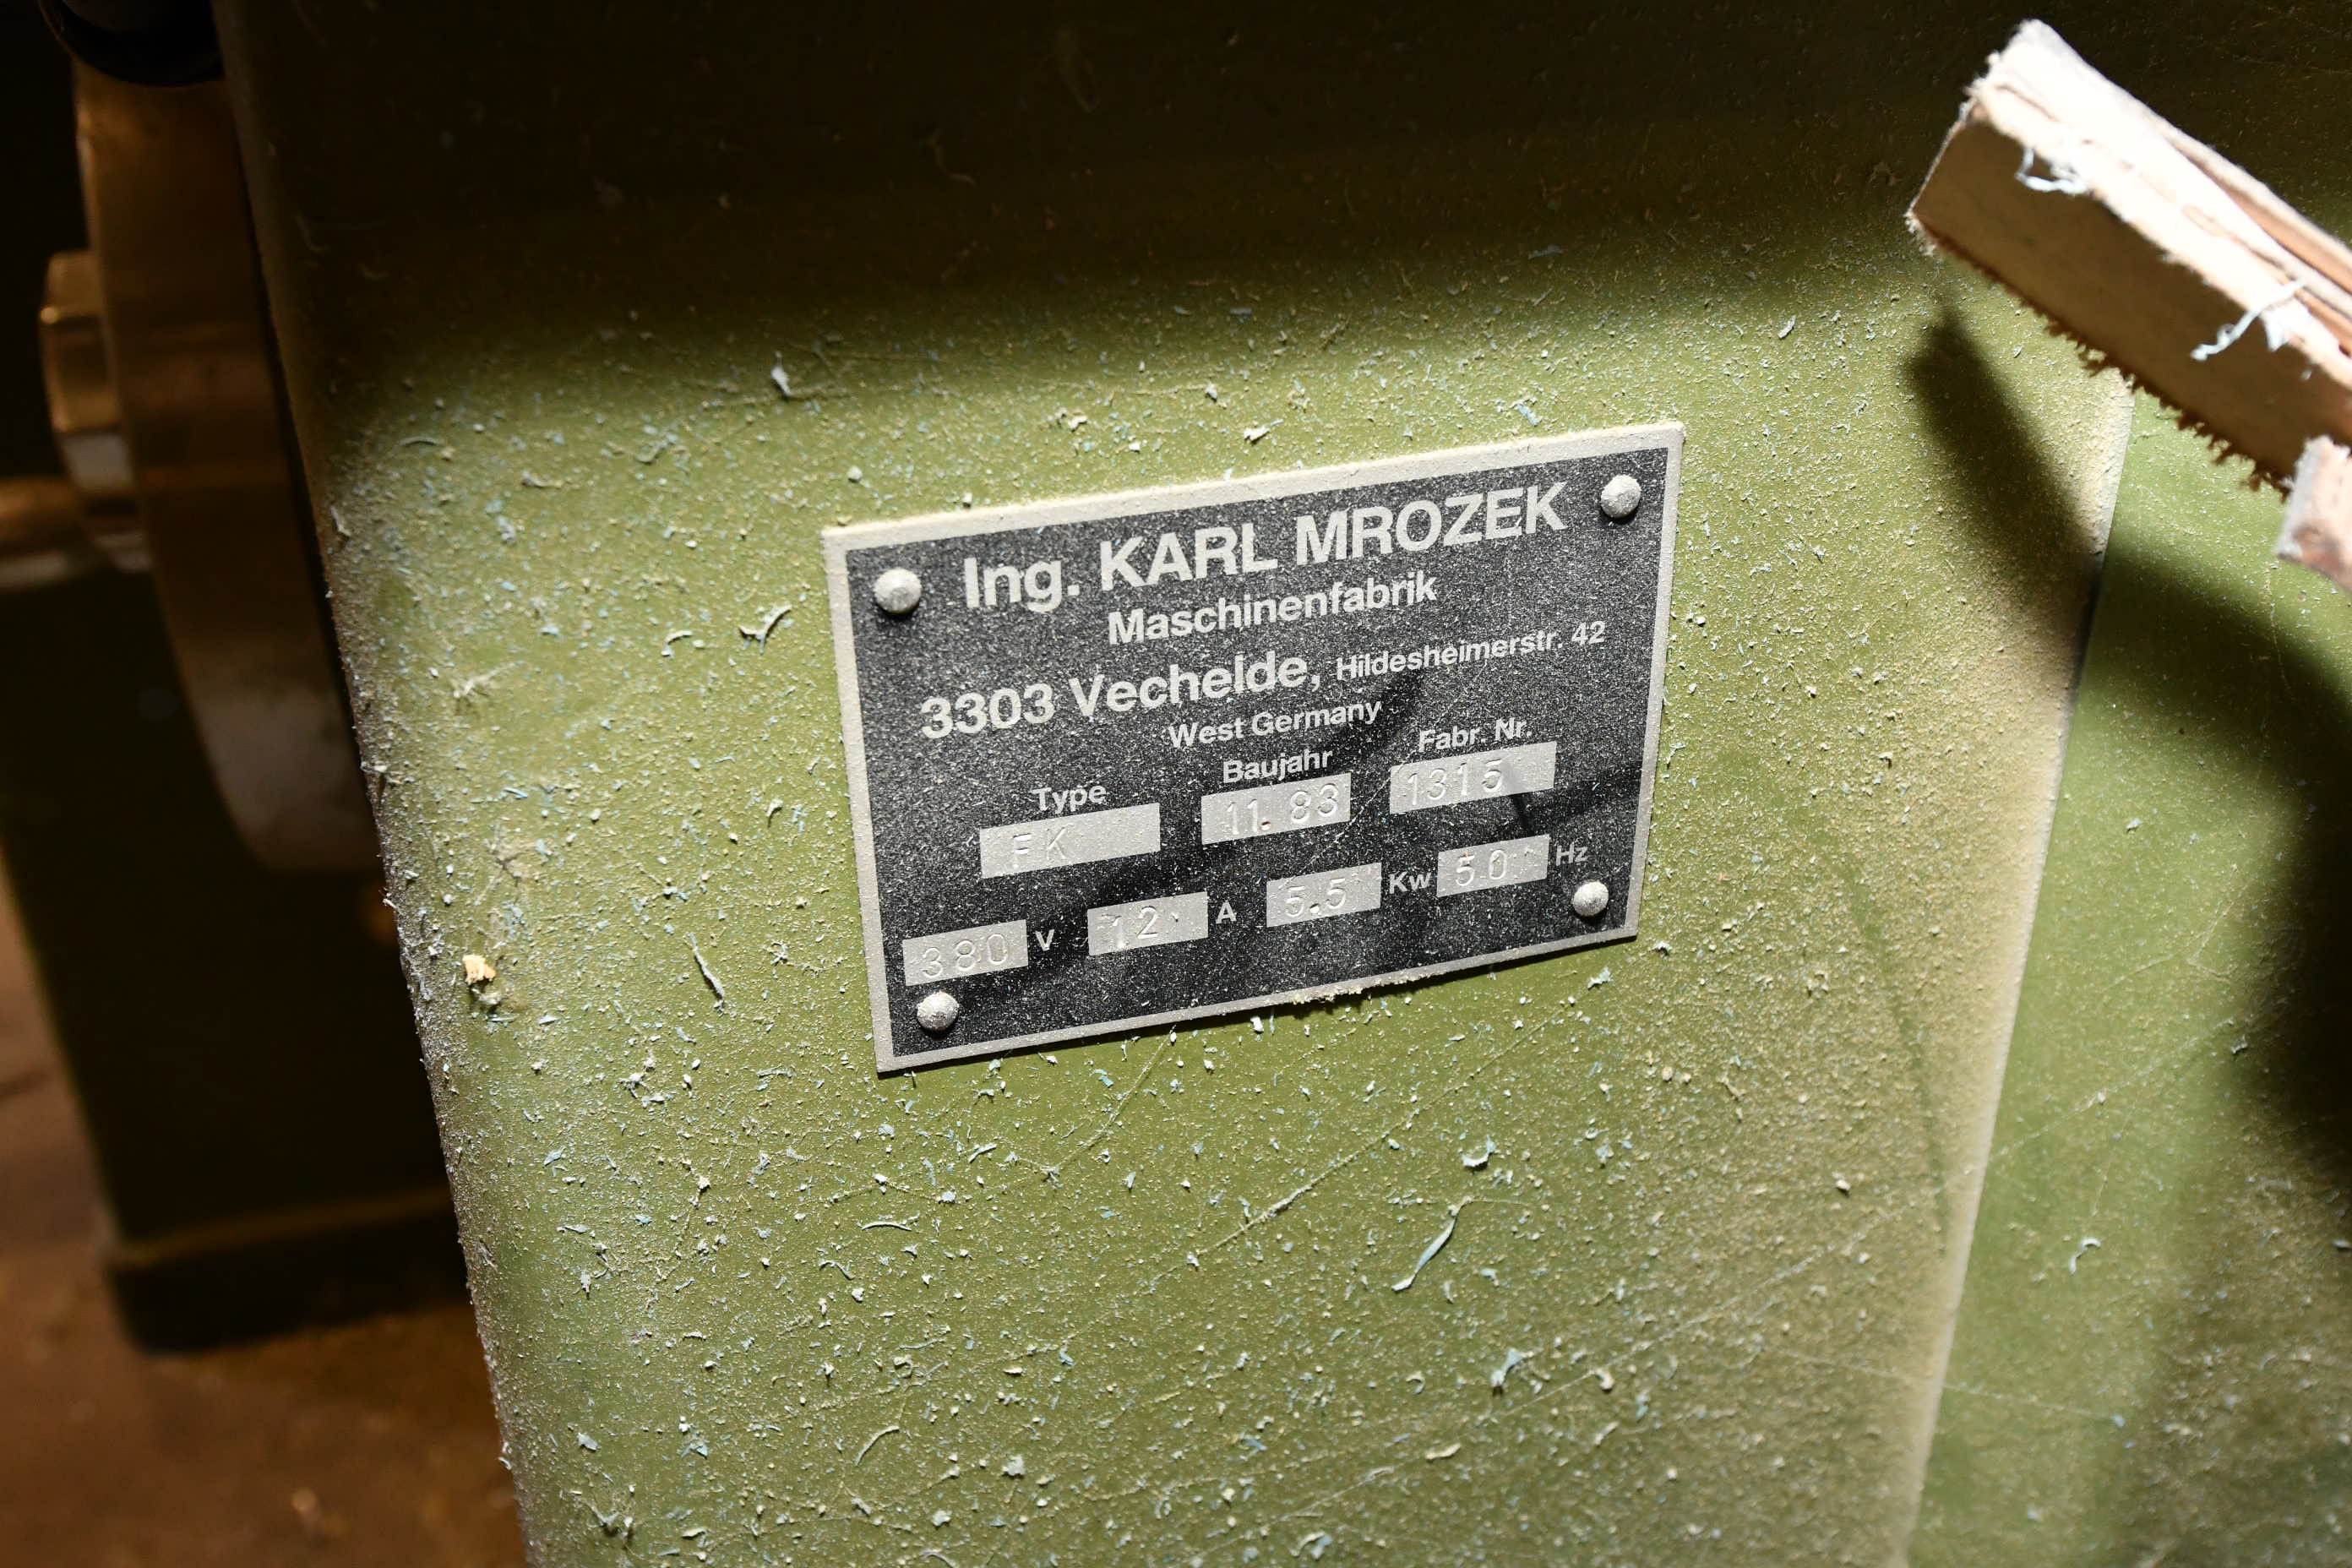 Ing. KARL MROZEK
Maschinenfabrik
3303 Vechelde, Hildesheimerstr. 42
West Germany
Type Baujahr Fabr. Nr.
FK 11.83 1315
380 V 12 A 5.5 Kw 50 Hz